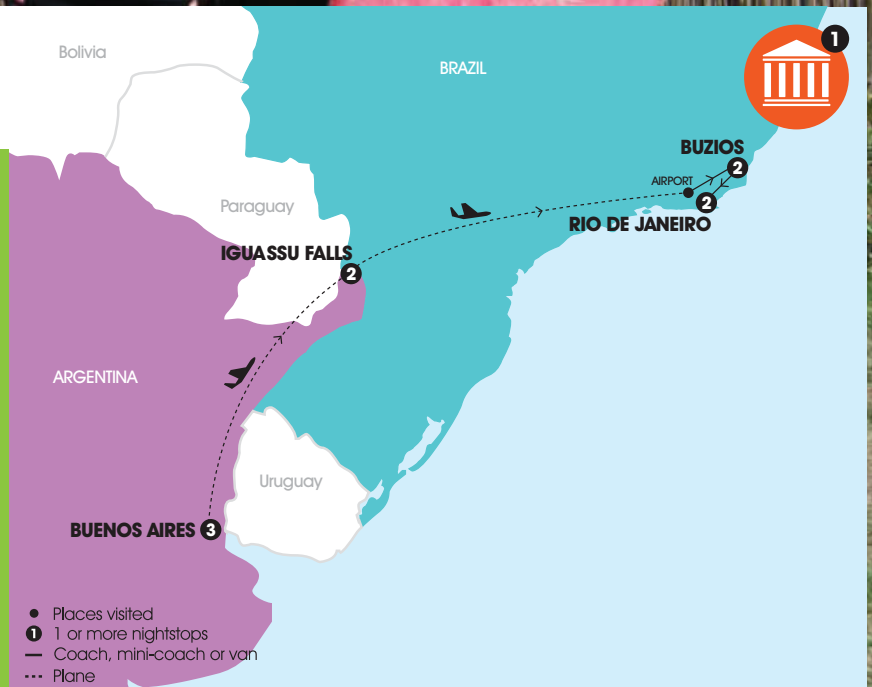 Bolivia
BRAZIL
1
BUZIOS
2
AIRPORT
2
RIO DE JANEIRO
Paraguay
IGUASSU FALLS
2
ARGENTINA
Uruguay
BUENOS AIRES 3
Places visited
1 1 or more nightstops
Coach, mini-coach or van
Plane